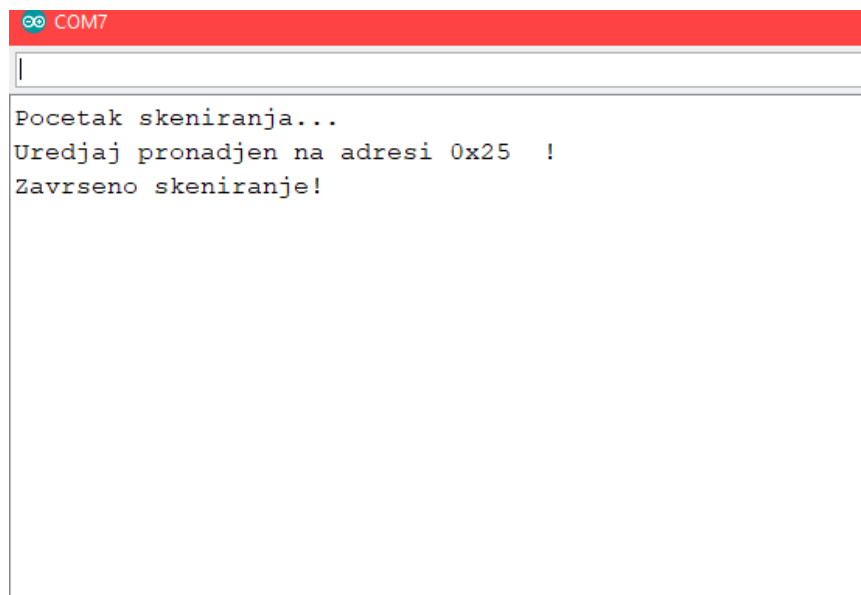 COM7
Pocetak skeniranja...
Uredjaj pronadjen na adresi 0x25  !
Zavrseno skeniranje!